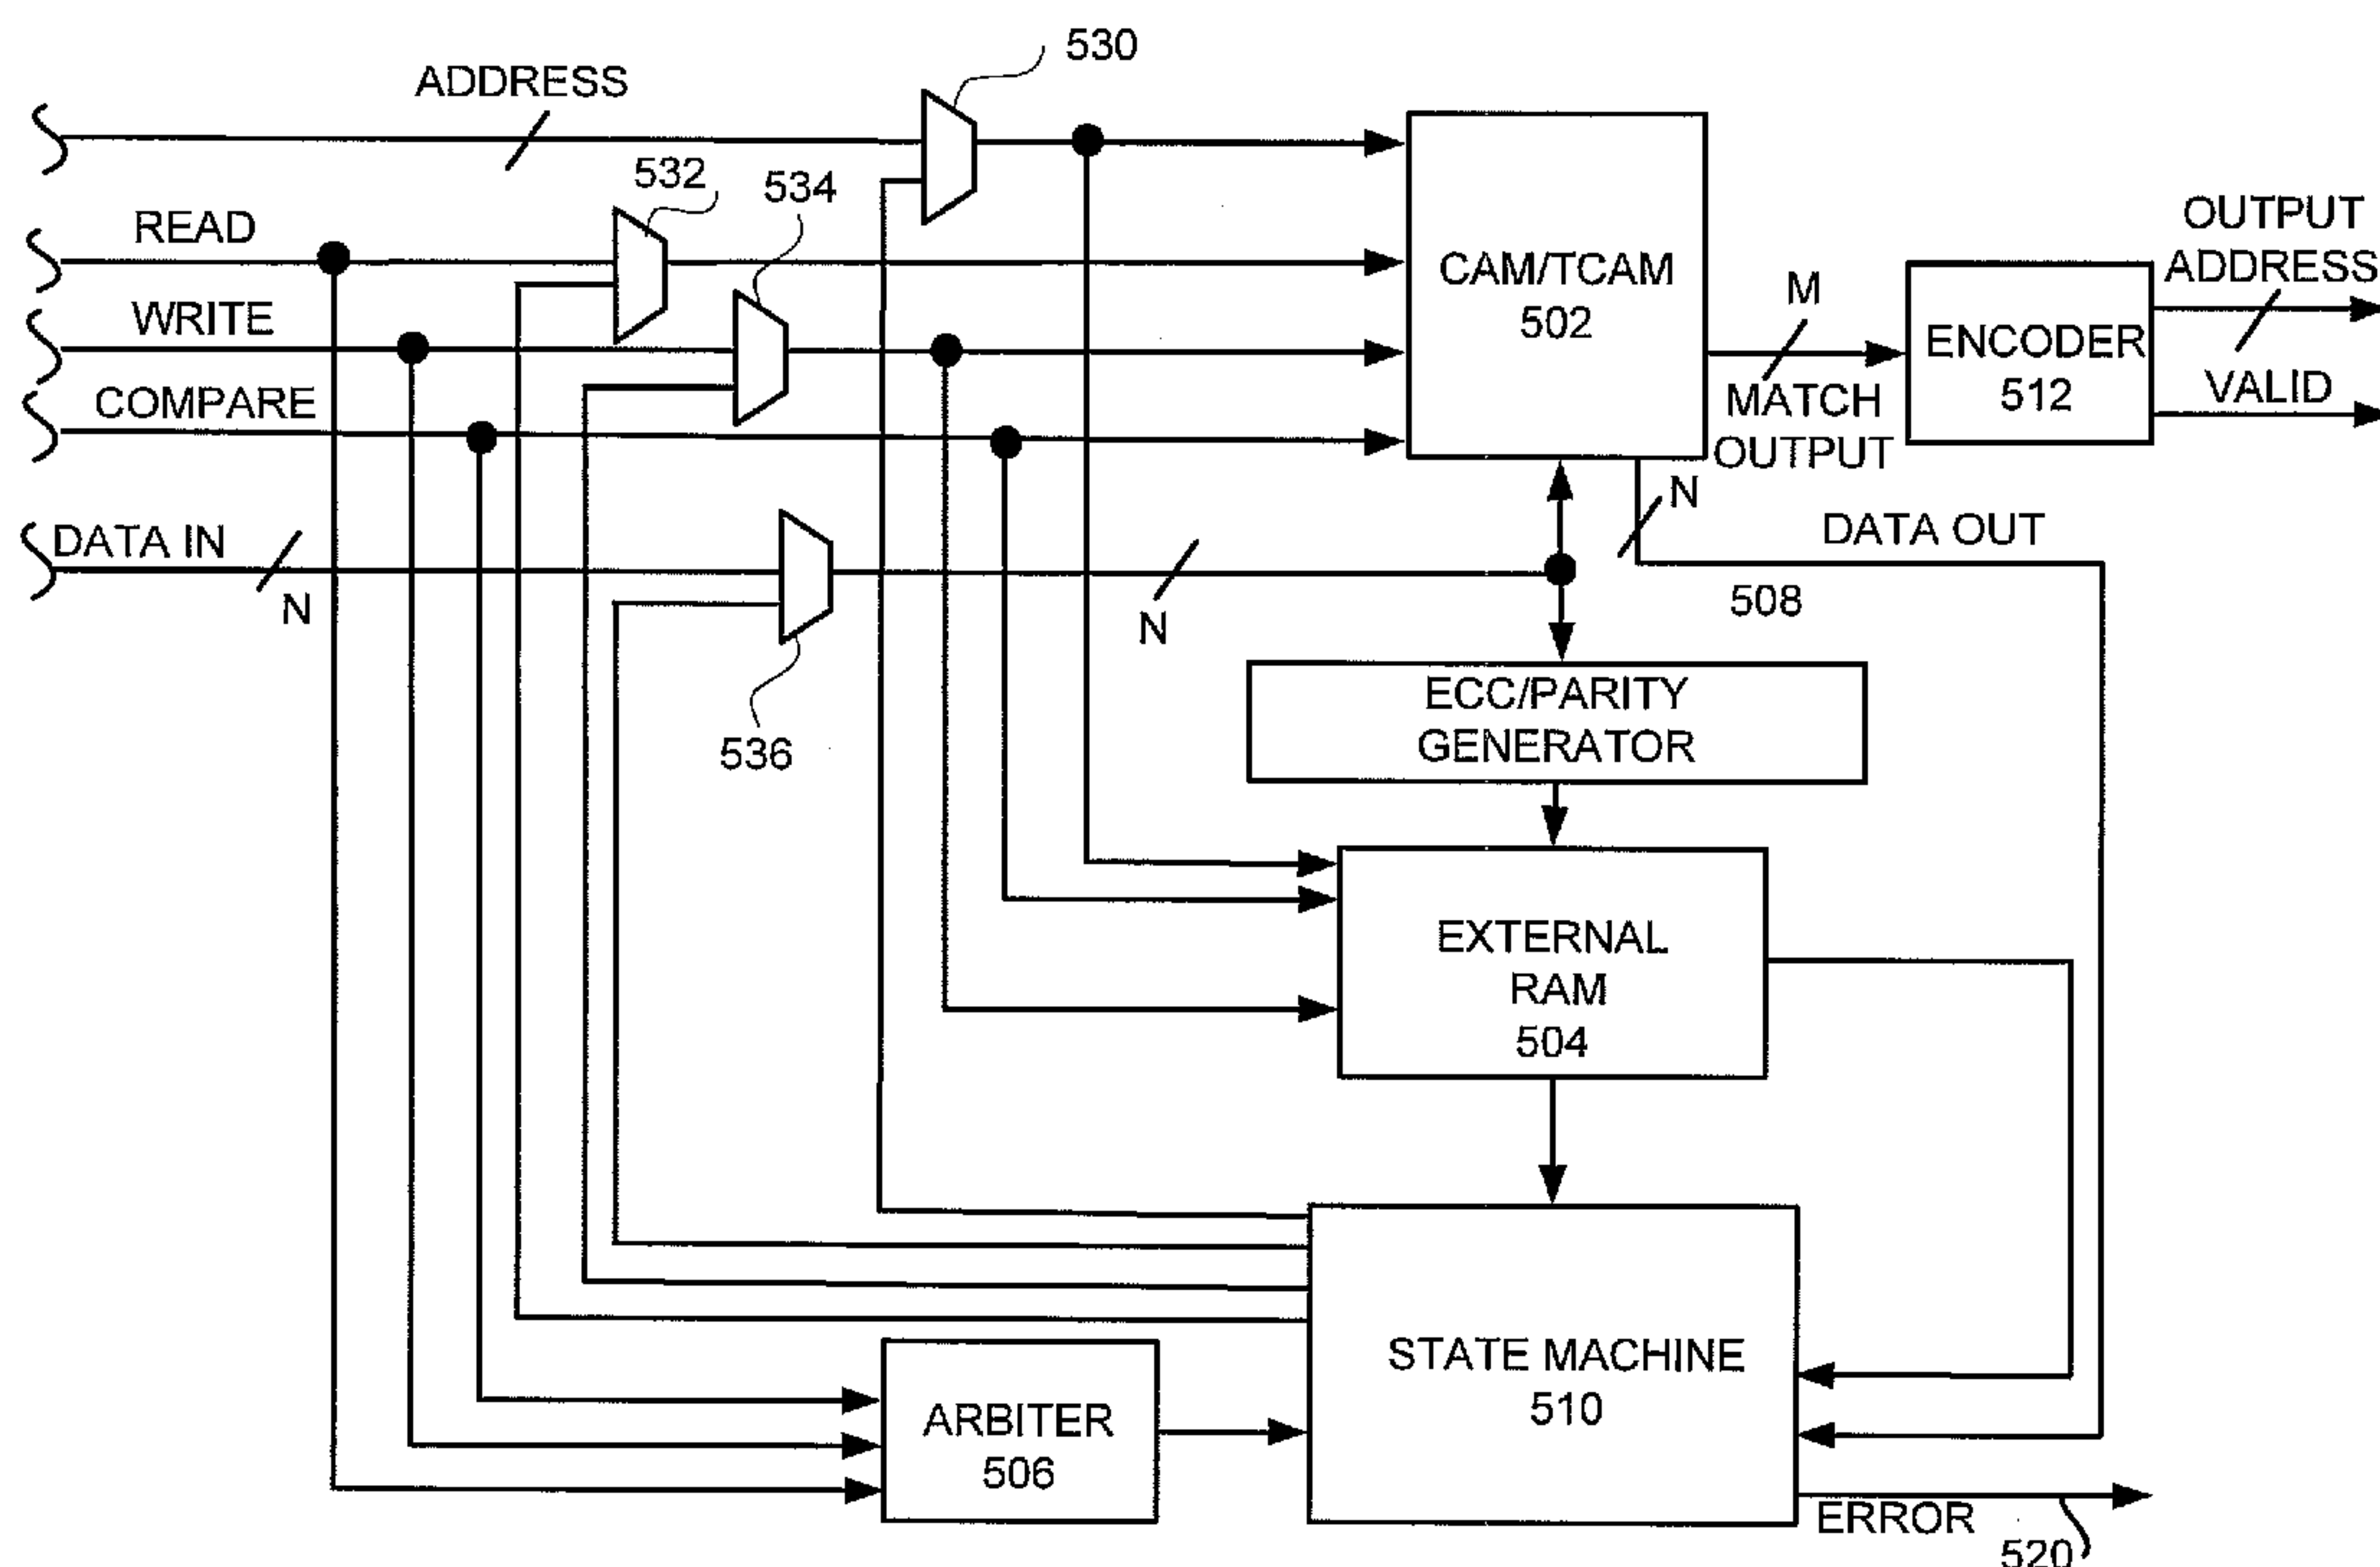 530
ADDRESS
532
534
READ
OUTPUT
ADDRESS
CAM/TCAM
502
M
WRITE
ENCODER
512
VALID
COMPARE
MATCH
OUTPUT
N
DATA IN
DATA OUT
N
N
508
536
ECC/PARITY
GENERATOR
EXTERNAL
RAM
504
STATE MACHINE
510
ARBITER
506
ERROR
520